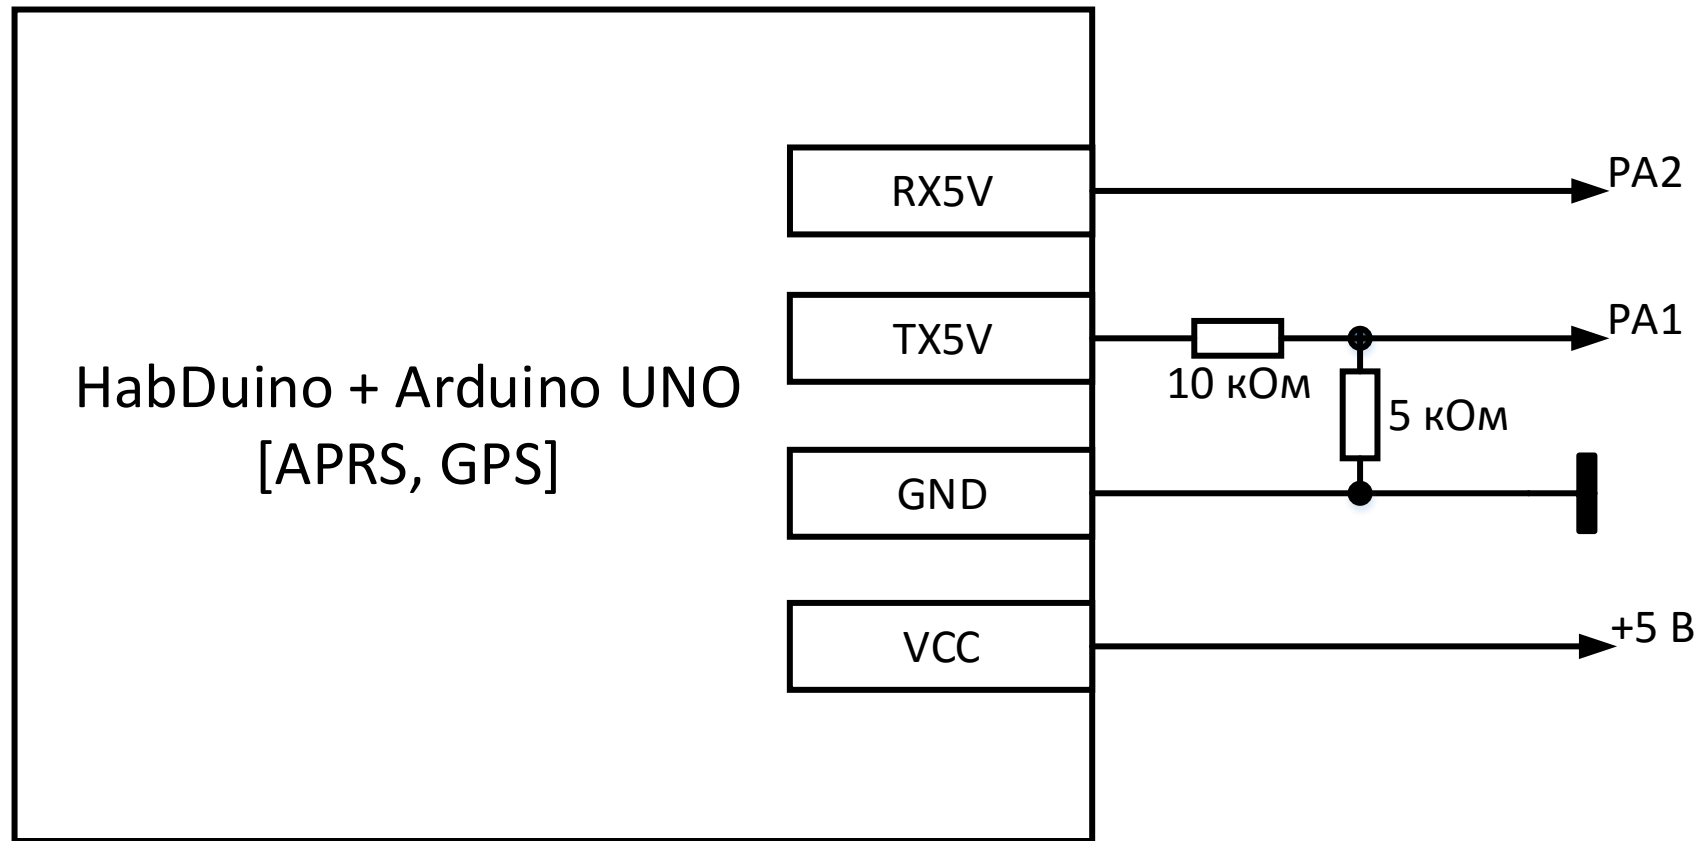 RX5V
PA2
TX5V
PA1
10 кОм
5 кОм
HabDuino + Arduino UNO
[APRS, GPS]
GND
VCC
+5 В